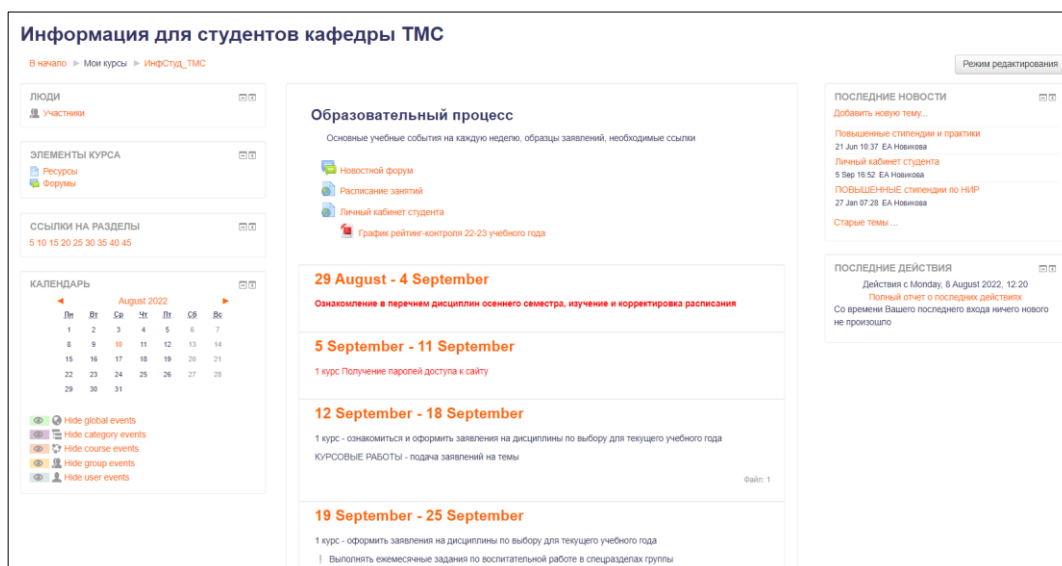 Информация для студентов кафедры ТМС
В начало ► Мои курсы ► ИнфСтуд_ТМС
Режим редактирования
ЛЮДИ
Участники
ЭЛЕМЕНТЫ КУРСА
Ресурсы
Форумы
ССЫЛКИ НА РАЗДЕЛЫ
5 10 15 20 25 30 35 40 45
КАЛЕНДАРЬ
◄ August 2022 ►
Пн Вт Ср Чт Пт Сб Вс
1 2 3 4 5 6 7
8 9 10 11 12 13 14
15 16 17 18 19 20 21
22 23 24 25 26 27 28
29 30 31
Hide global events
Hide category events
Hide course events
Hide group events
Hide user events
Образовательный процесс
Основные учебные события на каждую неделю, образцы заявлений, необходимые ссылки
Новостной форум
Расписание занятий
Личный кабинет студента
График рейтинг-контроля 22-23 учебного года
29 August - 4 September
Ознакомление в перечнем дисциплин осеннего семестра, изучение и корректировка расписания
5 September - 11 September
1 курс Получение паролей доступа к сайту
12 September - 18 September
1 курс - ознакомиться и оформить заявления на дисциплины по выбору для текущего учебного года
КУРСОВЫЕ РАБОТЫ - подача заявлений на темы
Файл: 1
19 September - 25 September
1 курс - оформить заявления на дисциплины по выбору для текущего учебного года
! Выполнять ежемесячные задания по воспитательной работе в спецразделах группы
ПОСЛЕДНИЕ НОВОСТИ
Добавить новую тему...
Повышенные стипендии и практики
21 Jun 10:37 ЕА Новикова
Личный кабинет студента
5 Sep 16:52 ЕА Новикова
ПОВЫШЕННЫЕ стипендии по НИР
27 Jan 07:28 ЕА Новикова
Старые темы ...
ПОСЛЕДНИЕ ДЕЙСТВИЯ
Действия с Monday, 8 August 2022, 12:20
Полный отчет о последних действиях
Со времени Вашего последнего входа ничего нового
не произошло